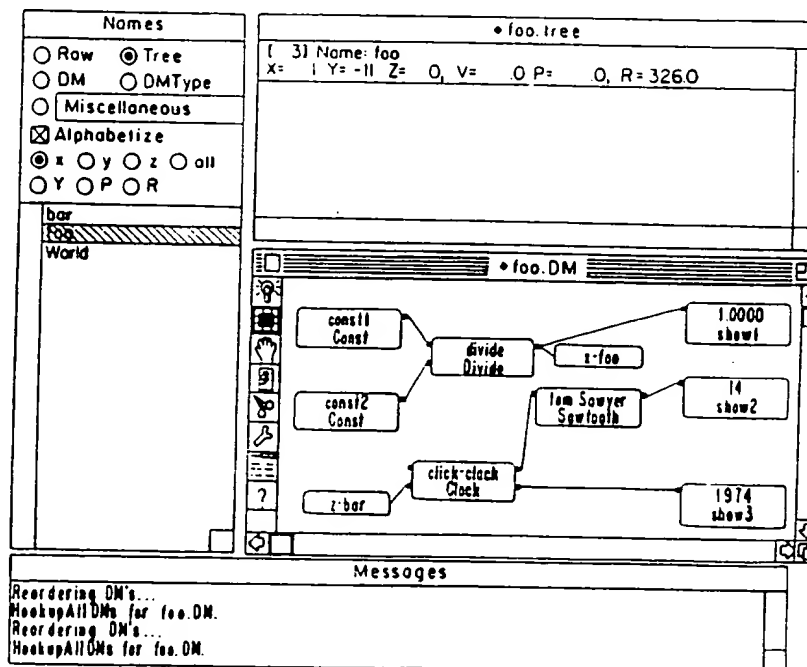 Names
Raw Tree
DM DMType
Miscellaneous
Alphabetize
x y z all
Y P R
bar
foo
World
foo.tree
[ 3] Name: foo
X= 1 Y= -11 Z= 0, V= .0 P= .0, R = 326.0
foo.DM
const1
Const
divide
Divide
1.0000
show1
x-foo
const2
Const
Tom Sawyer
Sawtooth
14
show2
click-clack
Clock
z-bar
1974
show3
?
Messages
Reordering DM's...
HookupAllDMs for foo.DM.
Reordering DM's...
HookupAllDMs for foo.DM.